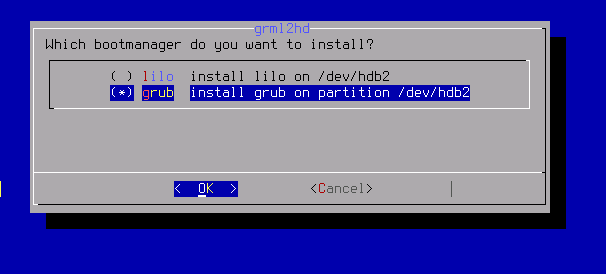 grml2hd
Which bootmanager do you want to install?
( ) lilo install lilo on /dev/hdb2
(*) grub install grub on partition /dev/hdb2
< OK > <Cancel>